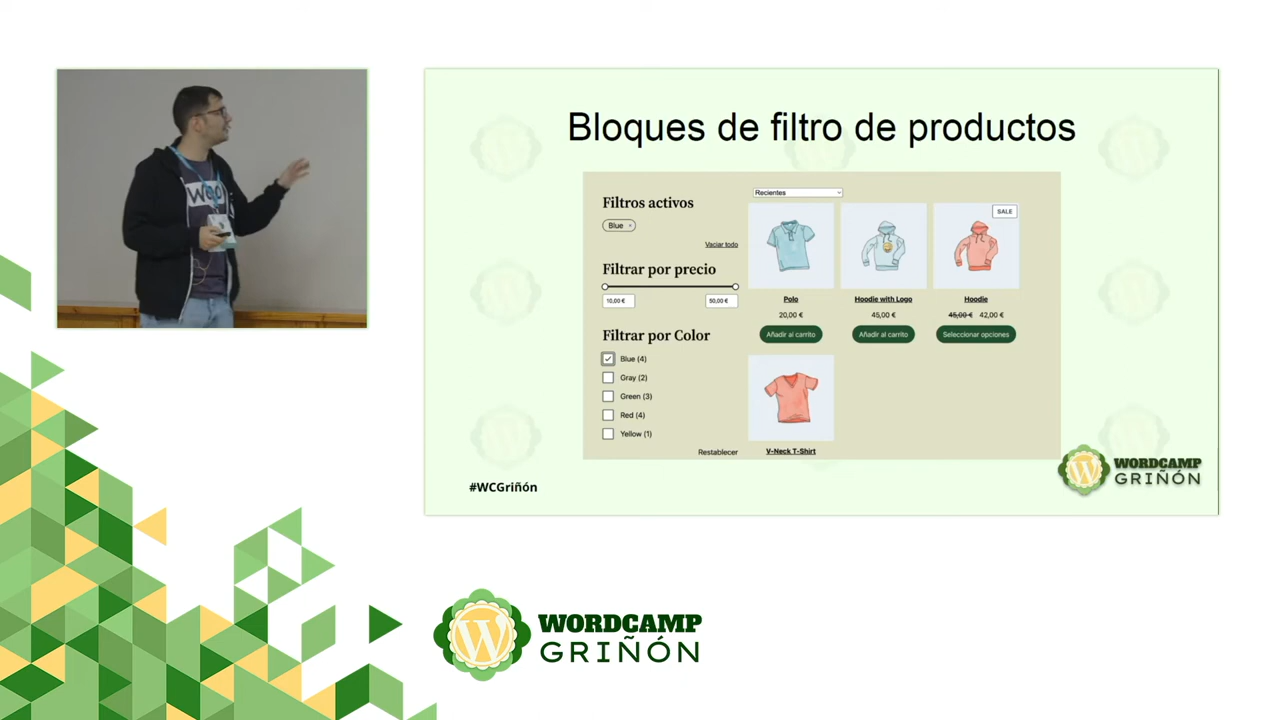 Bloques de filtro de productos
Filtros activos
Blue ×
Vaciar todo
Filtrar por precio
10,00 €
50,00 €
Filtrar por Color
Blue (4)
Gray (2)
Green (3)
Red (4)
Yellow (1)
Restablecer
Recientes
Polo
20,00 €
Añadir al carrito
Hoodie with Logo
45,00 €
Añadir al carrito
SALE
Hoodie
45,00 € 42,00 €
Seleccionar opciones
V-Neck T-Shirt
#WCGriñón
WORDCAMP
GRIÑÓN
WORDCAMP
GRIÑÓN